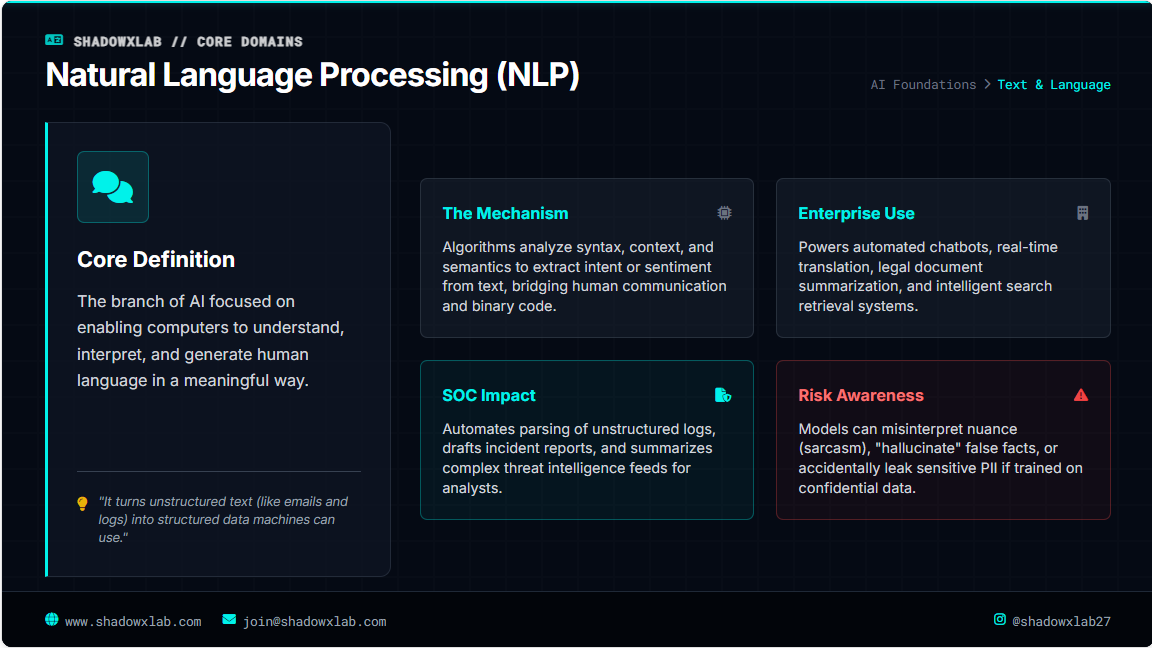 SHADOWXLAB // CORE DOMAINS
Natural Language Processing (NLP)
AI Foundations > Text & Language
Core Definition
The branch of AI focused on
enabling computers to understand,
interpret, and generate human
language in a meaningful way.
"It turns unstructured text (like emails and
logs) into structured data machines can
use."
The Mechanism
Algorithms analyze syntax, context, and
semantics to extract intent or sentiment
from text, bridging human communication
and binary code.
Enterprise Use
Powers automated chatbots, real-time
translation, legal document
summarization, and intelligent search
retrieval systems.
SOC Impact
Automates parsing of unstructured logs,
drafts incident reports, and summarizes
complex threat intelligence feeds for
analysts.
Risk Awareness
Models can misinterpret nuance
(sarcasm), "hallucinate" false facts, or
accidentally leak sensitive PII if trained on
confidential data.
www.shadowxlab.com join@shadowxlab.com @shadowxlab27